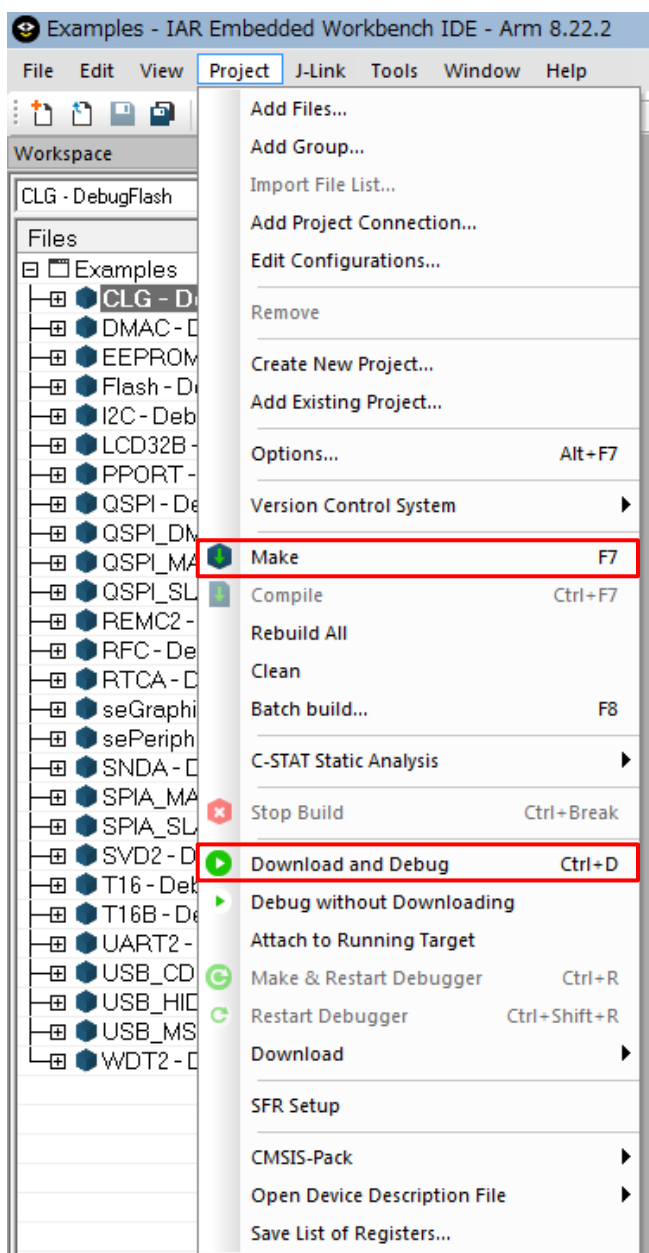 Examples - IAR Embedded Workbench IDE - Arm 8.22.2
File Edit View Project J-Link Tools Window Help
Workspace
CLG - DebugFlash
Files
Examples
CLG - D
DMAC - D
EEPROM
Flash - D
I2C - Deb
LCD32B -
PPORT -
QSPI - De
QSPI_DM
QSPI_MA
QSPI_SL
REMC2 -
RFC - De
RTCA - D
seGraphi
sePeriph
SNDA - D
SPIA_MA
SPIA_SL
SVD2 - D
T16 - Deb
T16B - De
UART2 -
USB_CD
USB_HID
USB_MS
WDT2 - D
Add Files...
Add Group...
Import File List...
Add Project Connection...
Edit Configurations...
Remove
Create New Project...
Add Existing Project...
Options... Alt+F7
Version Control System
Make F7
Compile Ctrl+F7
Rebuild All
Clean
Batch build... F8
C-STAT Static Analysis
Stop Build Ctrl+Break
Download and Debug Ctrl+D
Debug without Downloading
Attach to Running Target
Make & Restart Debugger Ctrl+R
Restart Debugger Ctrl+Shift+R
Download
SFR Setup
CMSIS-Pack
Open Device Description File
Save List of Registers...